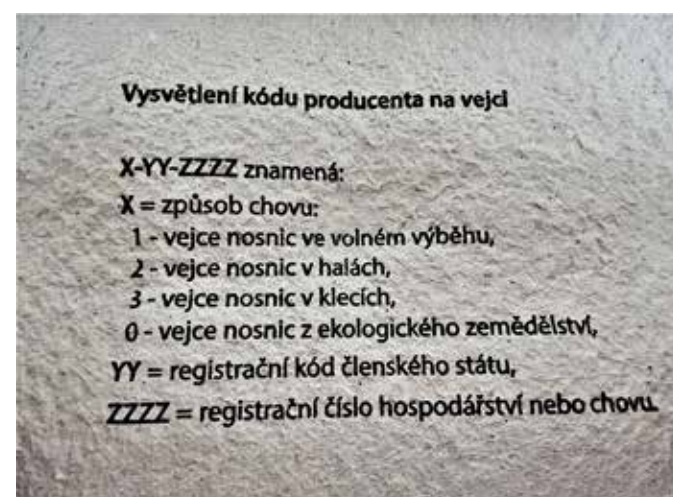 Vysvětlení kódu producenta na vejci
X-YY-ZZZZ znamená:
X = způsob chovu:
1 - vejce nosnic ve volném výběhu,
2 - vejce nosnic v halách,
3 - vejce nosnic v klecích,
0 - vejce nosnic z ekologického zemědělství,
YY = registrační kód členského státu,
ZZZZ = registrační číslo hospodářství nebo chovu.